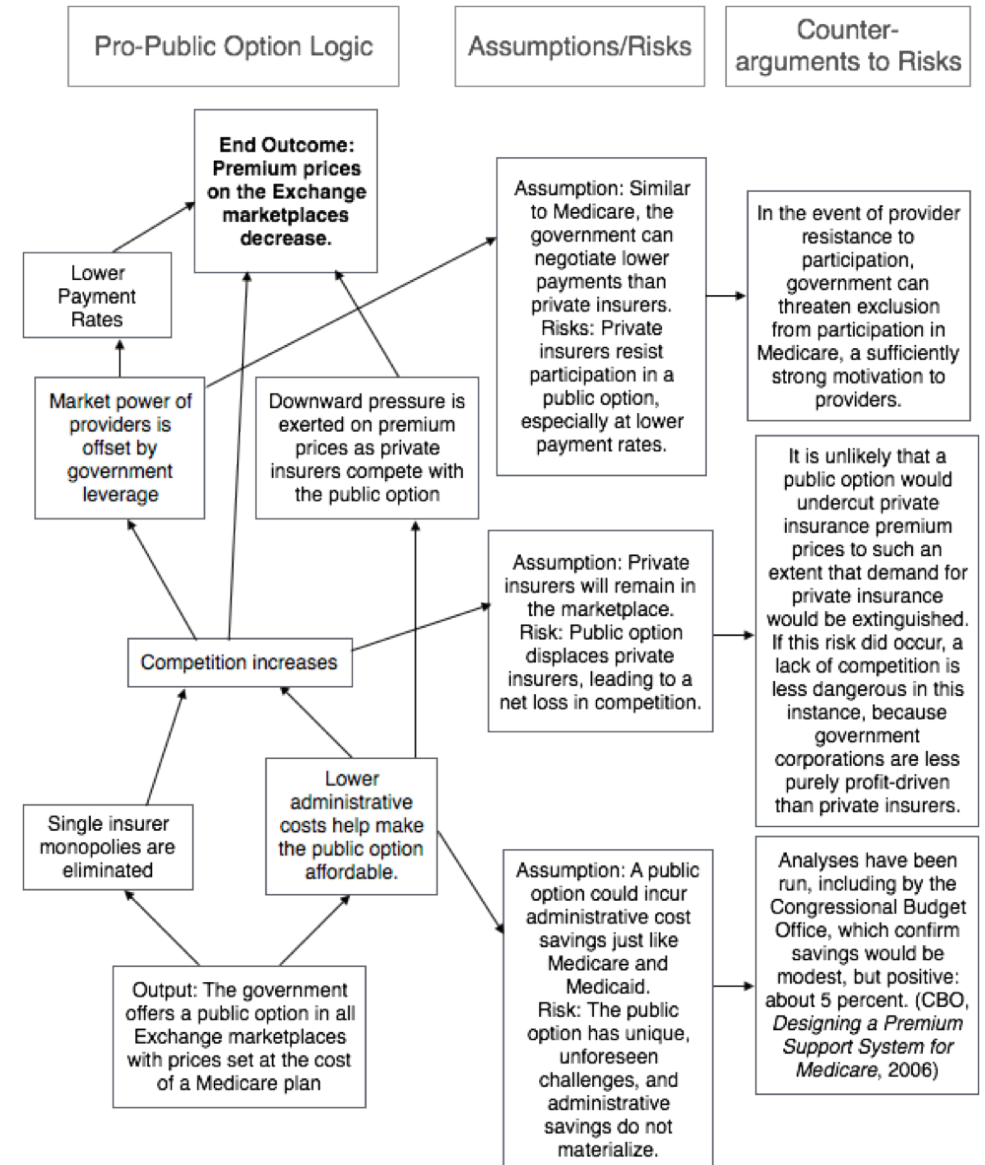 Pro-Public Option Logic
Assumptions/Risks
Counter-
arguments to Risks
End Outcome:
Premium prices
on the Exchange
marketplaces
decrease.
Lower
Payment
Rates
Market power of
providers is
offset by
government
leverage
Downward pressure is
exerted on premium
prices as private
insurers compete with
the public option
Competition increases
Single insurer
monopolies are
eliminated
Lower
administrative
costs help make
the public option
affordable.
Output: The government
offers a public option in all
Exchange marketplaces
with prices set at the cost
of a Medicare plan
Assumption: Similar
to Medicare, the
government can
negotiate lower
payments than
private insurers.
Risks: Private
insurers resist
participation in a
public option,
especially at lower
payment rates.
Assumption: Private
insurers will remain in
the marketplace.
Risk: Public option
displaces private
insurers, leading to a
net loss in competition.
Assumption: A public
option could incur
administrative cost
savings just like
Medicare and
Medicaid.
Risk: The public
option has unique,
unforeseen
challenges, and
administrative
savings do not
materialize.
In the event of provider
resistance to
participation,
government can
threaten exclusion
from participation in
Medicare, a sufficiently
strong motivation to
providers.
It is unlikely that a
public option would
undercut private
insurance premium
prices to such an
extent that demand for
private insurance
would be extinguished.
If this risk did occur, a
lack of competition is
less dangerous in this
instance, because
government
corporations are less
purely profit-driven
than private insurers.
Analyses have been
run, including by the
Congressional Budget
Office, which confirm
savings would be
modest, but positive:
about 5 percent. (CBO,
Designing a Premium
Support System for
Medicare, 2006)